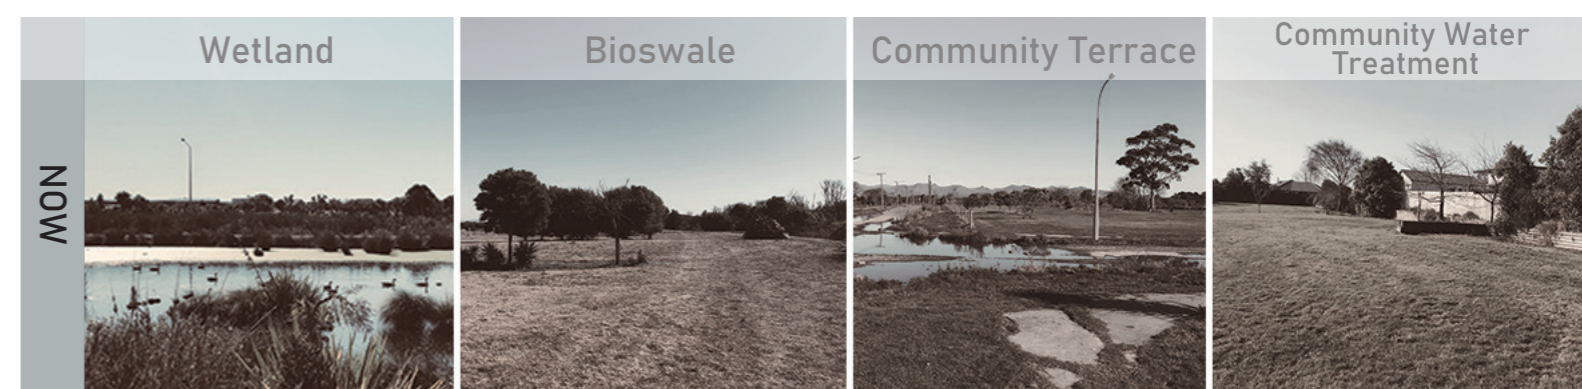 Wetland
Bioswale
Community Terrace
Community Water
Treatment
NOW